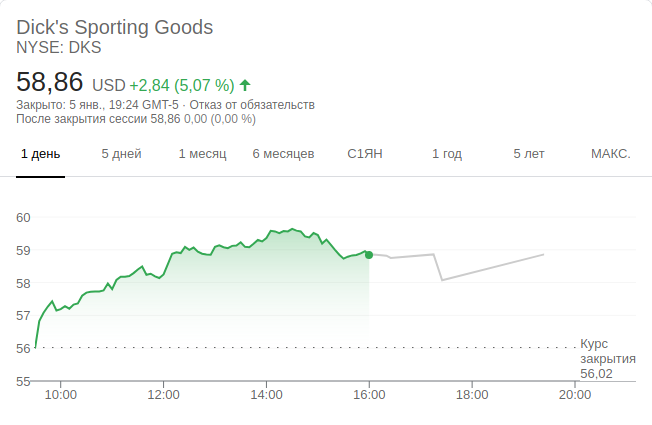 Dick's Sporting Goods
NYSE: DKS
58,86 USD +2,84 (5,07 %)
Закрыто: 5 янв., 19:24 GMT-5 · Отказ от обязательств
После закрытия сессии 58,86 0,00 (0,00 %)
1 день 5 дней 1 месяц 6 месяцев С1ЯН 1 год 5 лет МАКС.
60
59
58
57
56
Курс
закрытия
56,02
55
10:00 12:00 14:00 16:00 18:00 20:00